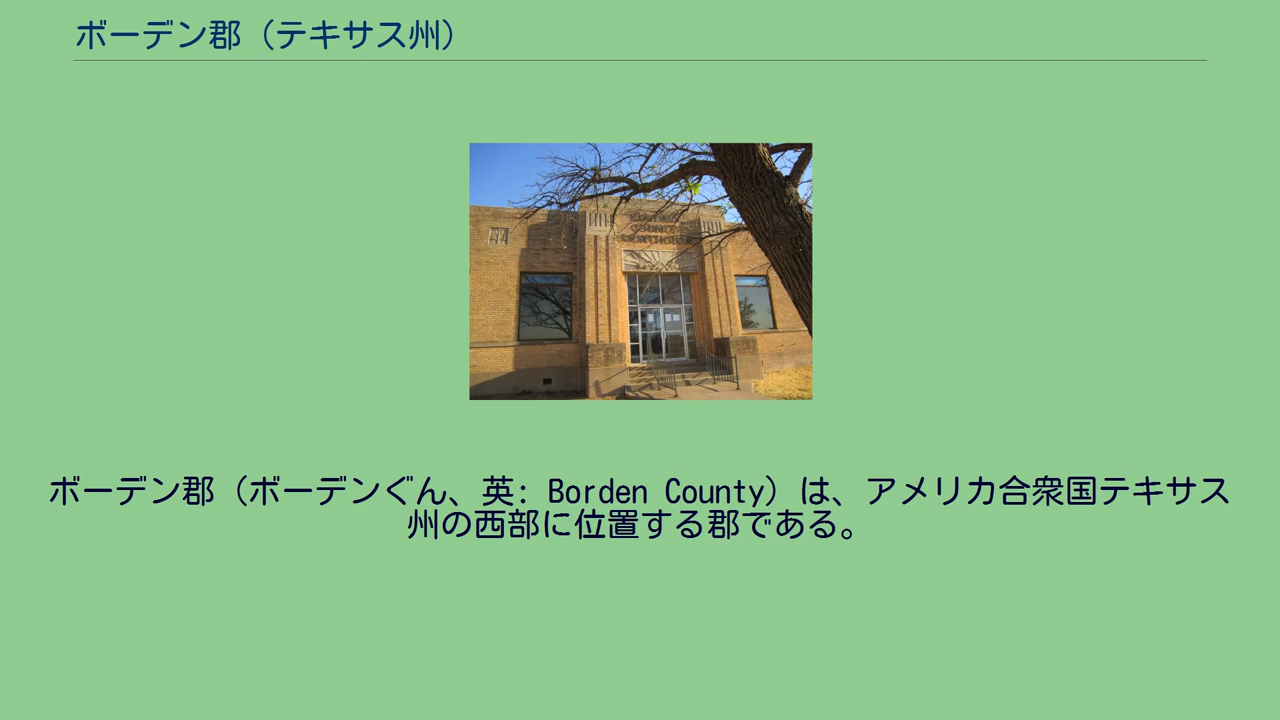 ボーデン郡（テキサス州）
COUNTY
ボーデン郡（ボーデンぐん、英: Borden County）は、アメリカ合衆国テキサス
州の西部に位置する郡である。